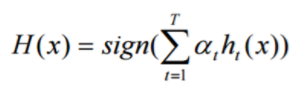 H(x) = sign(∑_{t=1}^{T} α_t h_t(x))